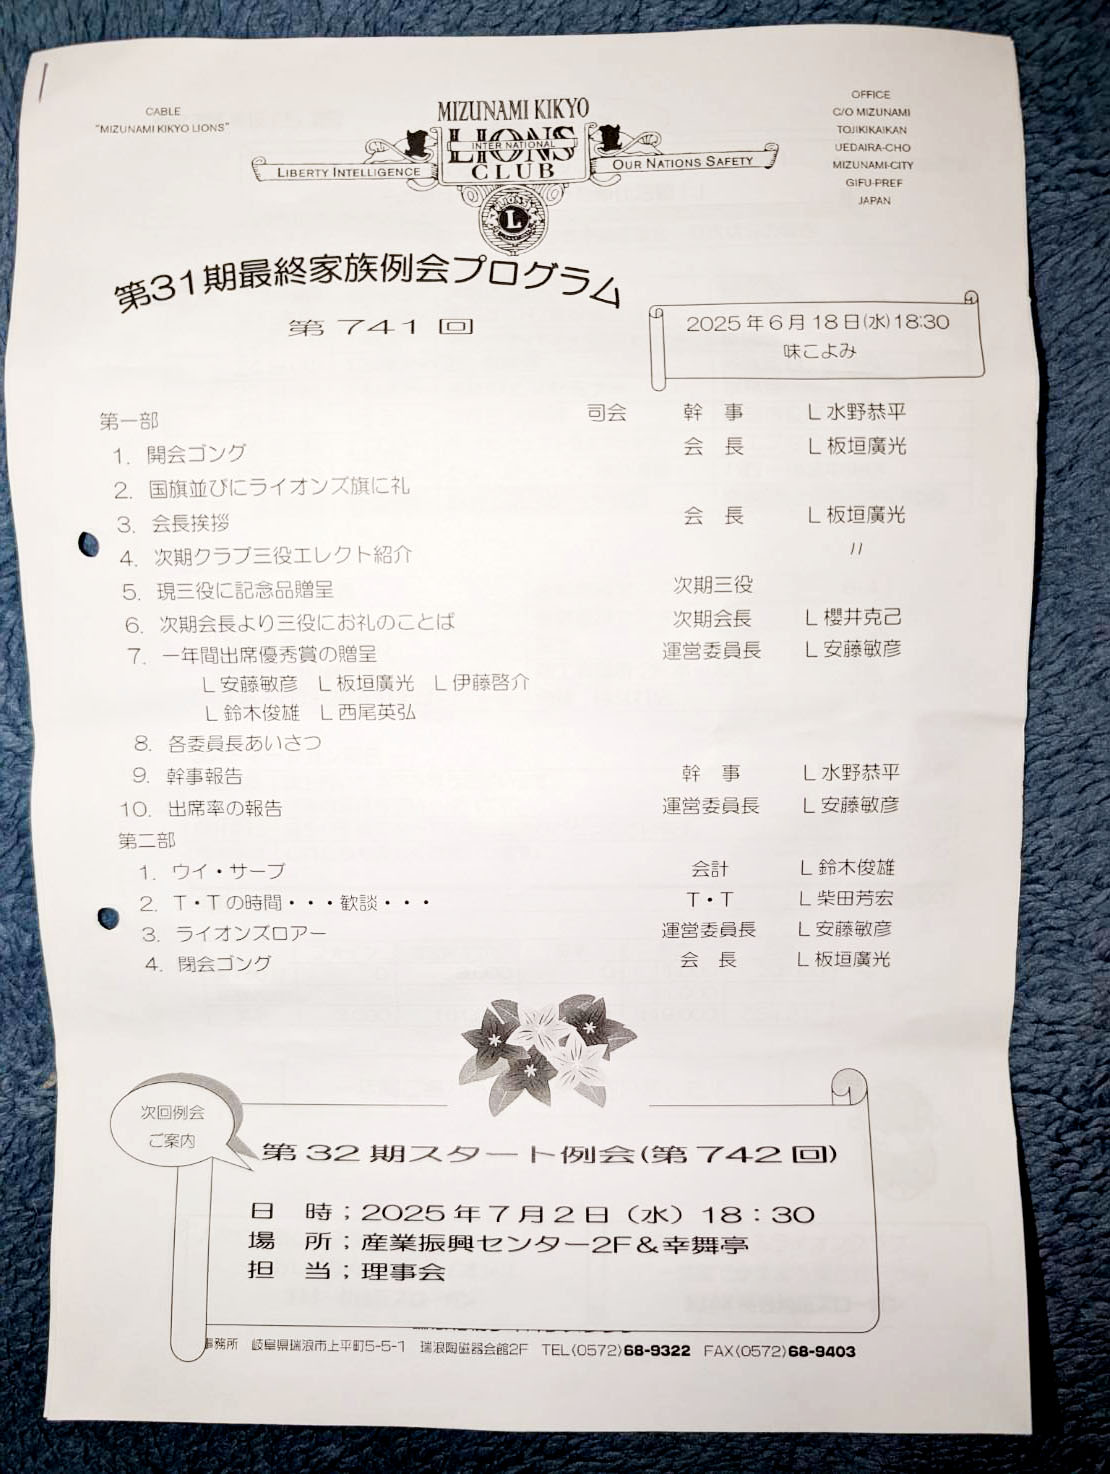 CABLE
"MIZUNAMI KIKYO LIONS"
MIZUNAMI KIKYO
LIONS
INTERNATIONAL
CLUB
LIBERTY INTELLIGENCE
OUR NATIONS SAFETY
L
OFFICE
C/O MIZUNAMI
TOJIKIKAIKAN
UEDAIRA-CHO
MIZUNAMI-CITY
GIFU-PREF
JAPAN
第31期最終家族例会プログラム
第741回
2025年6月18日(水)18:30
味こよみ
第一部 司会 幹事 L水野恭平
1. 開会ゴング 会長 L板垣廣光
2. 国旗並びにライオンズ旗に礼
3. 会長挨拶 会長 L板垣廣光
4. 次期クラブ三役エレクト紹介 〃
5. 現三役に記念品贈呈 次期三役
6. 次期会長より三役にお礼のことば 次期会長 L櫻井克己
7. 一年間出席優秀賞の贈呈 運営委員長 L安藤敏彦
L安藤敏彦 L板垣廣光 L伊藤啓介
L鈴木俊雄 L西尾英弘
8. 各委員長あいさつ
9. 幹事報告 幹事 L水野恭平
10. 出席率の報告 運営委員長 L安藤敏彦
第二部
1. ウイ・サーブ 会計 L鈴木俊雄
2. T・Tの時間・・・歓談・・・ T・T L柴田芳宏
3. ライオンズロアー 運営委員長 L安藤敏彦
4. 閉会ゴング 会長 L板垣廣光
次回例会
ご案内
第32期スタート例会(第742回)
日時；2025年7月2日（水）18：30
場所；産業振興センター2F＆幸舞亭
担当；理事会
事務所 岐阜県瑞浪市上平町5-5-1 瑞浪陶磁器会館2F TEL(0572)68-9322 FAX(0572)68-9403